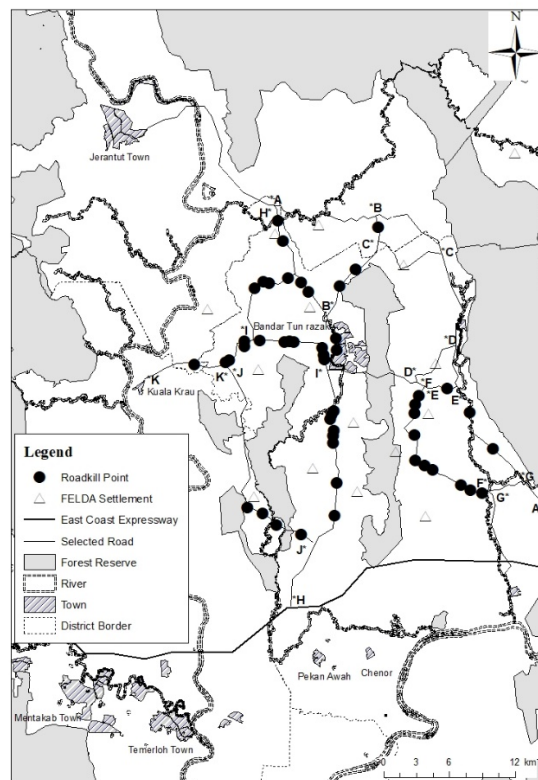 N
Jerantut Town
*A
H*
*B
C*
*C
B*
Bandar Tun razak
*I
*D
I*
K*
*J
*K
Kuala Krau
D*
*F
*E
E*
F*
*G
G*
A
J*
*H
Legend
Roadkill Point
FELDA Settlement
East Coast Expressway
Selected Road
Forest Reserve
River
Town
District Border
Pekan Awah
Chenor
Mentakab Town
Temerloh Town
0 3 6 9 12 km